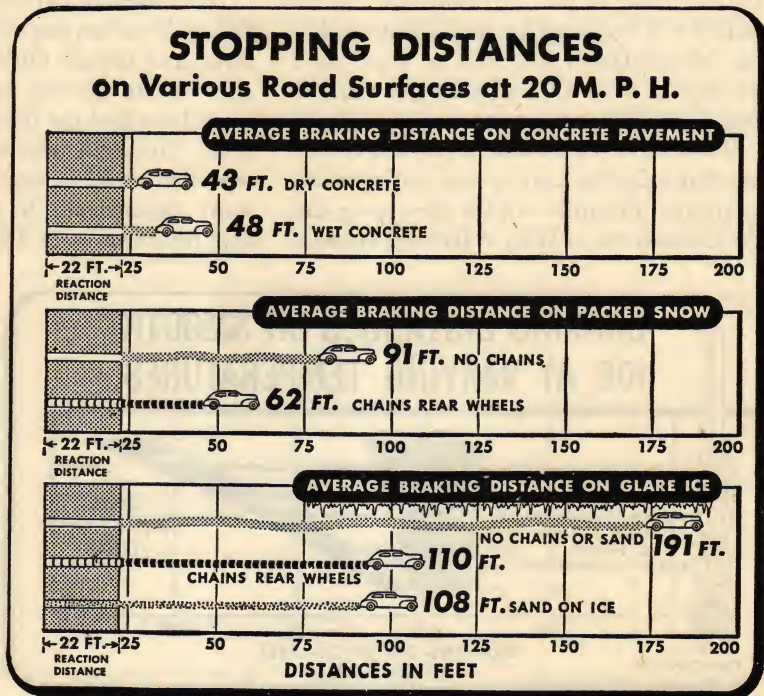 STOPPING DISTANCES
on Various Road Surfaces at 20 M. P. H.
AVERAGE BRAKING DISTANCE ON CONCRETE PAVEMENT
43 FT. DRY CONCRETE
48 FT. WET CONCRETE
22 FT. 25 50 75 100 125 150 175 200
REACTION
DISTANCE
AVERAGE BRAKING DISTANCE ON PACKED SNOW
91 FT. NO CHAINS
62 FT. CHAINS REAR WHEELS
22 FT. 25 50 75 100 125 150 175 200
REACTION
DISTANCE
AVERAGE BRAKING DISTANCE ON GLARE ICE
NO CHAINS OR SAND 191 FT.
110 FT.
CHAINS REAR WHEELS
108 FT. SAND ON ICE
22 FT. 25 50 75 100 125 150 175 200
REACTION
DISTANCE
DISTANCES IN FEET